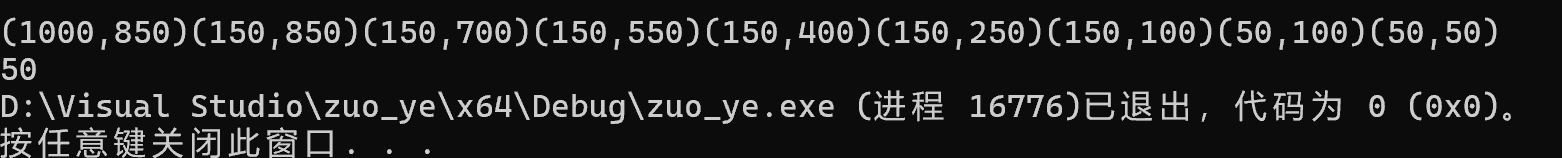 (1000,850)(150,850)(150,700)(150,550)(150,400)(150,250)(150,100)(50,100)(50,50)
50
D:\Visual Studio\zuo_ye\x64\Debug\zuo_ye.exe (进程 16776)已退出，代码为 0 (0x0)。
按任意键关闭此窗口. . .